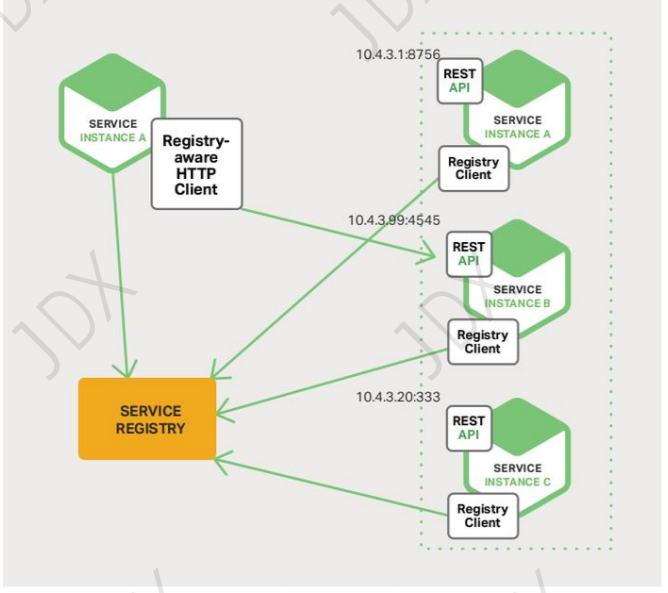 10.4.3.1:8756
REST
API
SERVICE
INSTANCE A
SERVICE
INSTANCE A
Registry-
aware
HTTP
Client
Registry
Client
10.4.3.99:4545
REST
API
SERVICE
INSTANCE B
Registry
Client
10.4.3.20:333
SERVICE
REGISTRY
REST
API
SERVICE
INSTANCE C
Registry
Client
JDX
JDX
JDX
JDX